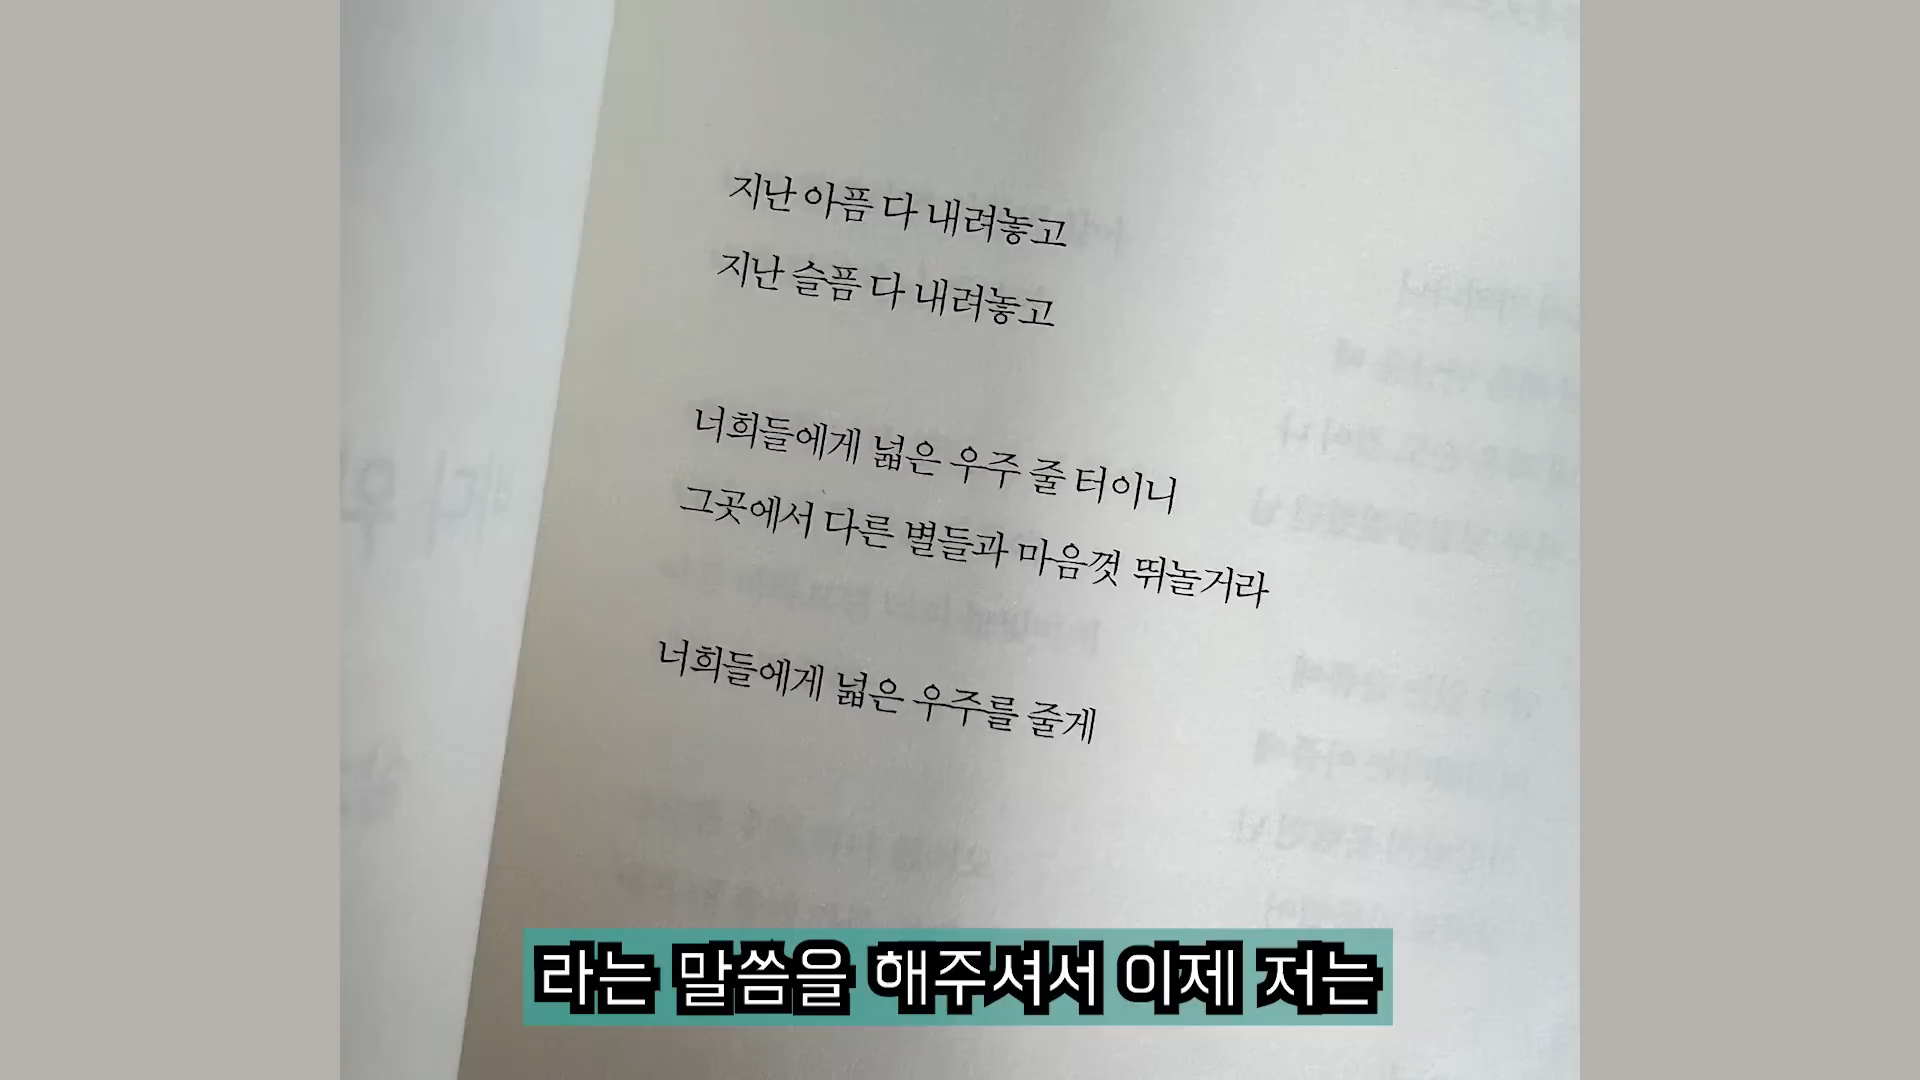 지난 아픔 다 내려놓고
지난 슬픔 다 내려놓고
너희들에게 넓은 우주 줄 터이니
그곳에서 다른 별들과 마음껏 뛰놀거라
너희들에게 넓은 우주를 줄게
라는 말씀을 해주셔서 이제 저는